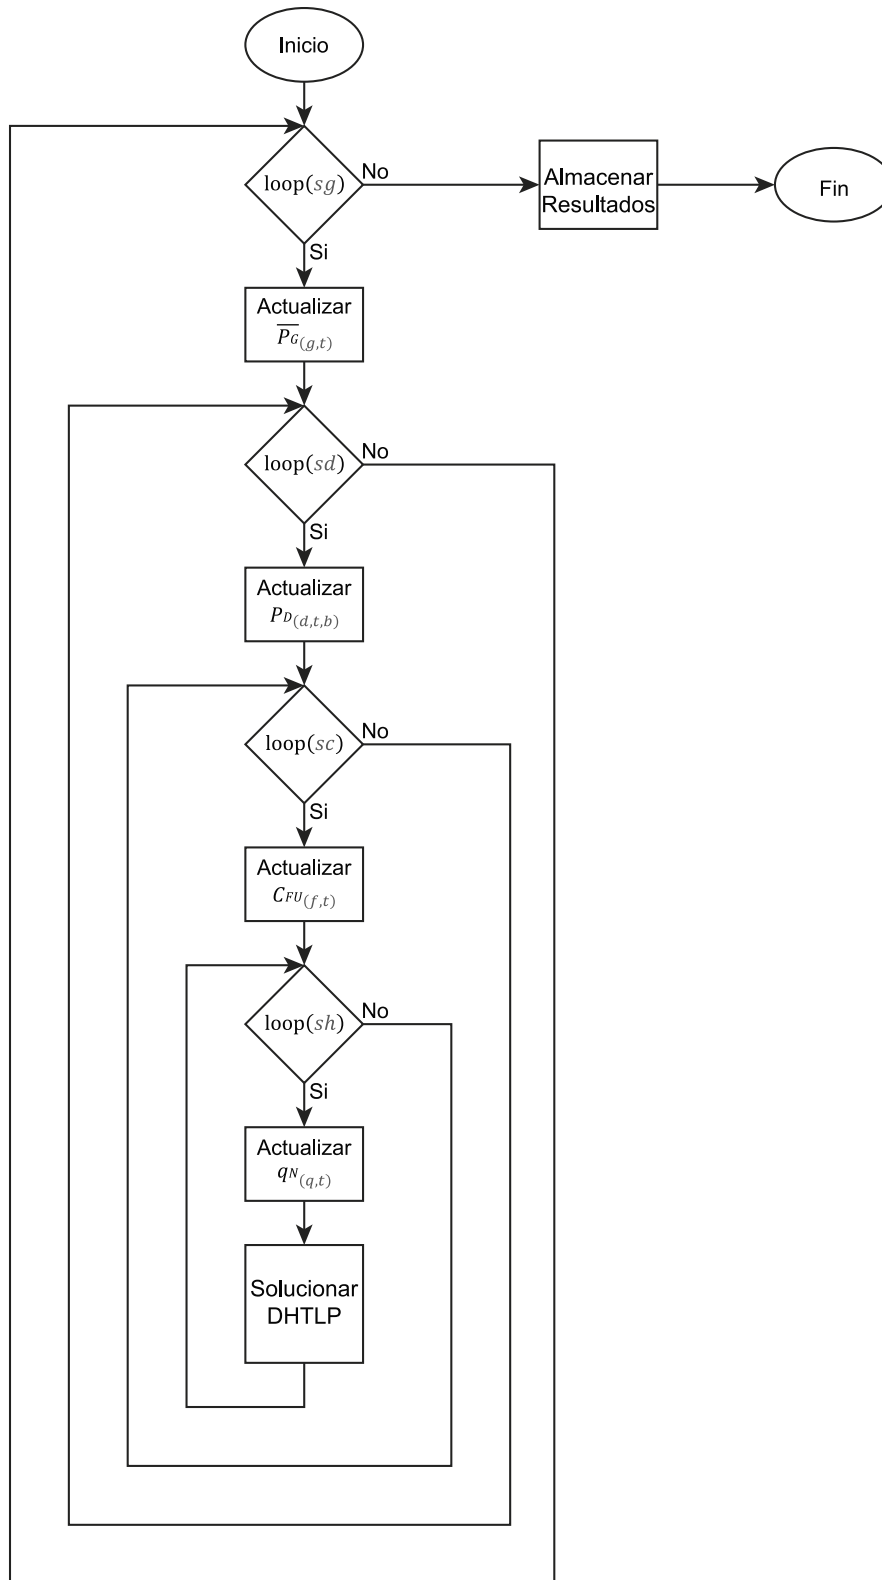 Inicio
loop(sg)
No
Almacenar
Resultados
Fin
Si
Actualizar
P̅G̅(g,t)
loop(sd)
No
Si
Actualizar
PD(d,t,b)
loop(sc)
No
Si
Actualizar
CFU(f,t)
loop(sh)
No
Si
Actualizar
qN(q,t)
Solucionar
DHTLP